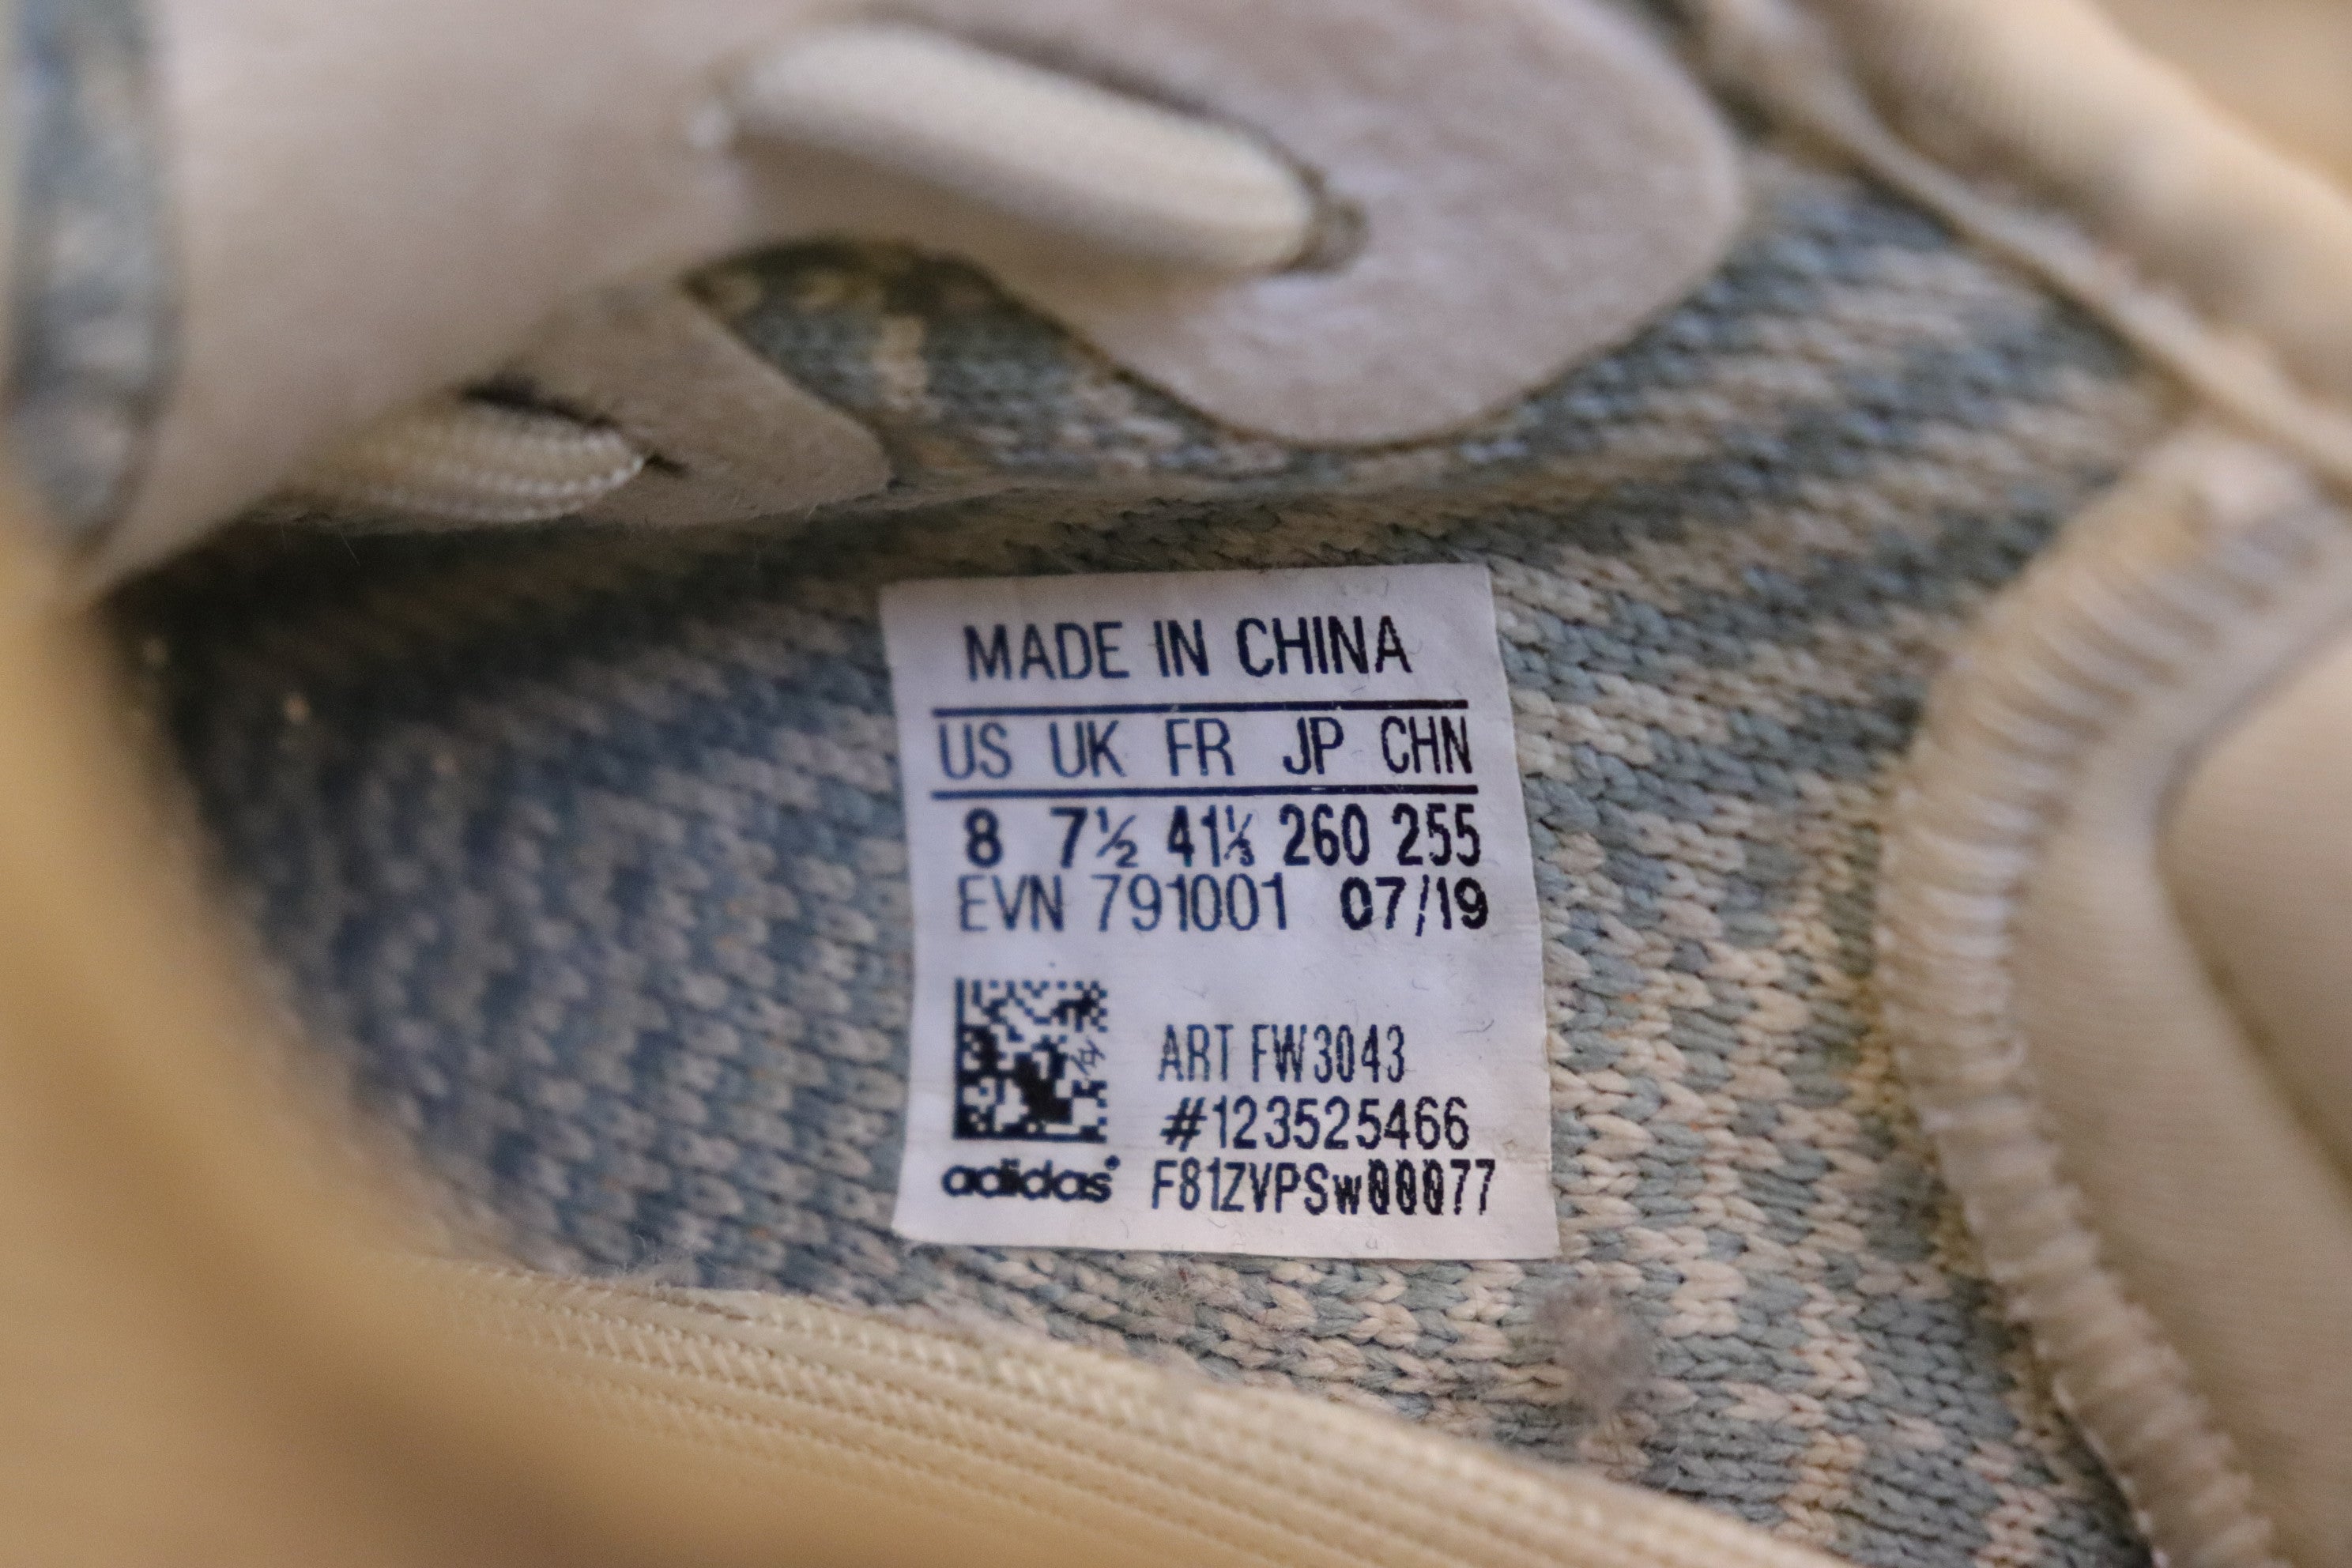 MADE IN CHINA
US UK FR JP CHN
8 7½ 41⅓ 260 255
EVN 791001 07/19
ART FW3043
#123525466
adidas F81ZVPSw00077